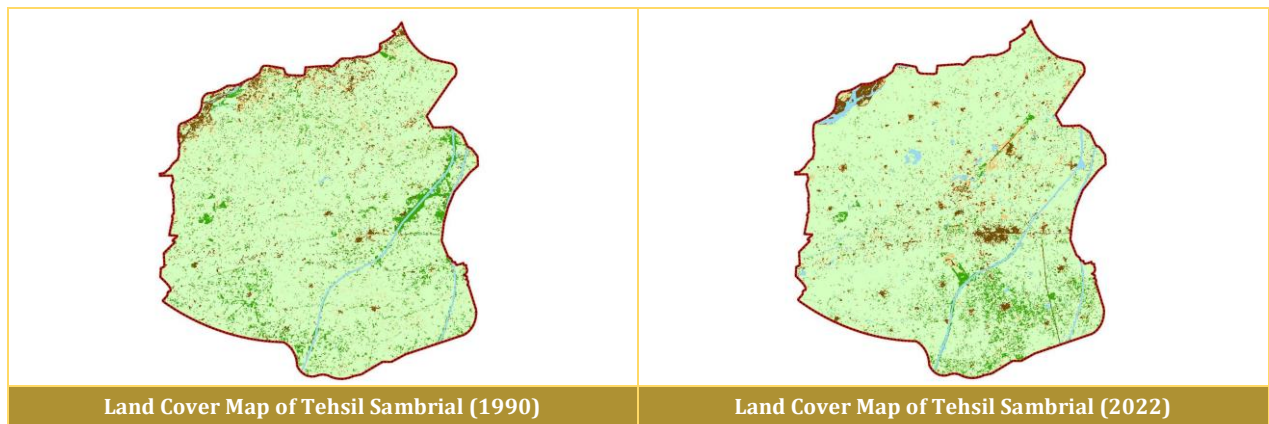 Land Cover Map of Tehsil Sambrial (1990)
Land Cover Map of Tehsil Sambrial (2022)